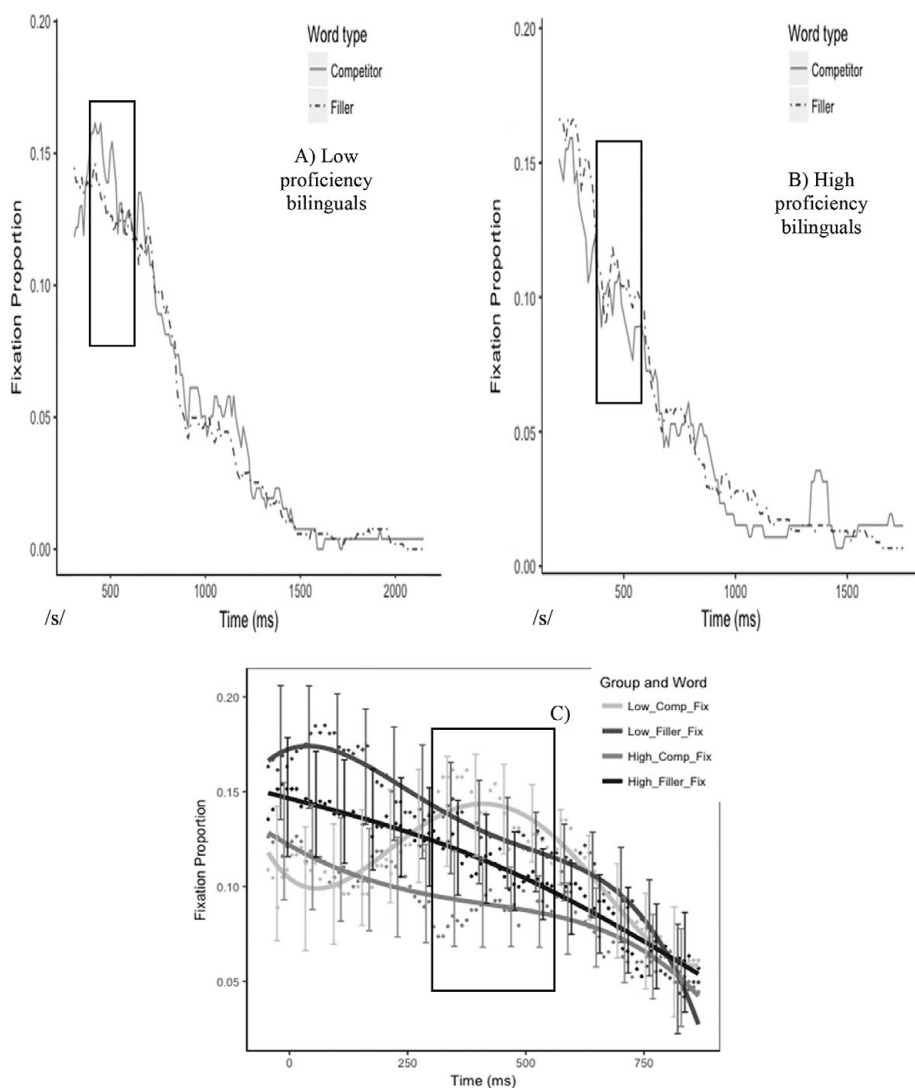 0.20
0.15
0.10
0.05
0.00
Fixation Proportion
Word type
Competitor
Filler
A) Low
proficiency
bilinguals
500
1000
1500
2000
/s/
Time (ms)
0.20
0.15
0.10
0.05
0.00
Fixation Proportion
Word type
Competitor
Filler
B) High
proficiency
bilinguals
500
1000
1500
/s/
Time (ms)
0.20
0.15
0.10
0.05
Fixation Proportion
C)
Group and Word
Low_Comp_Fix
Low_Filler_Fix
High_Comp_Fix
High_Filler_Fix
0
250
500
750
Time (ms)